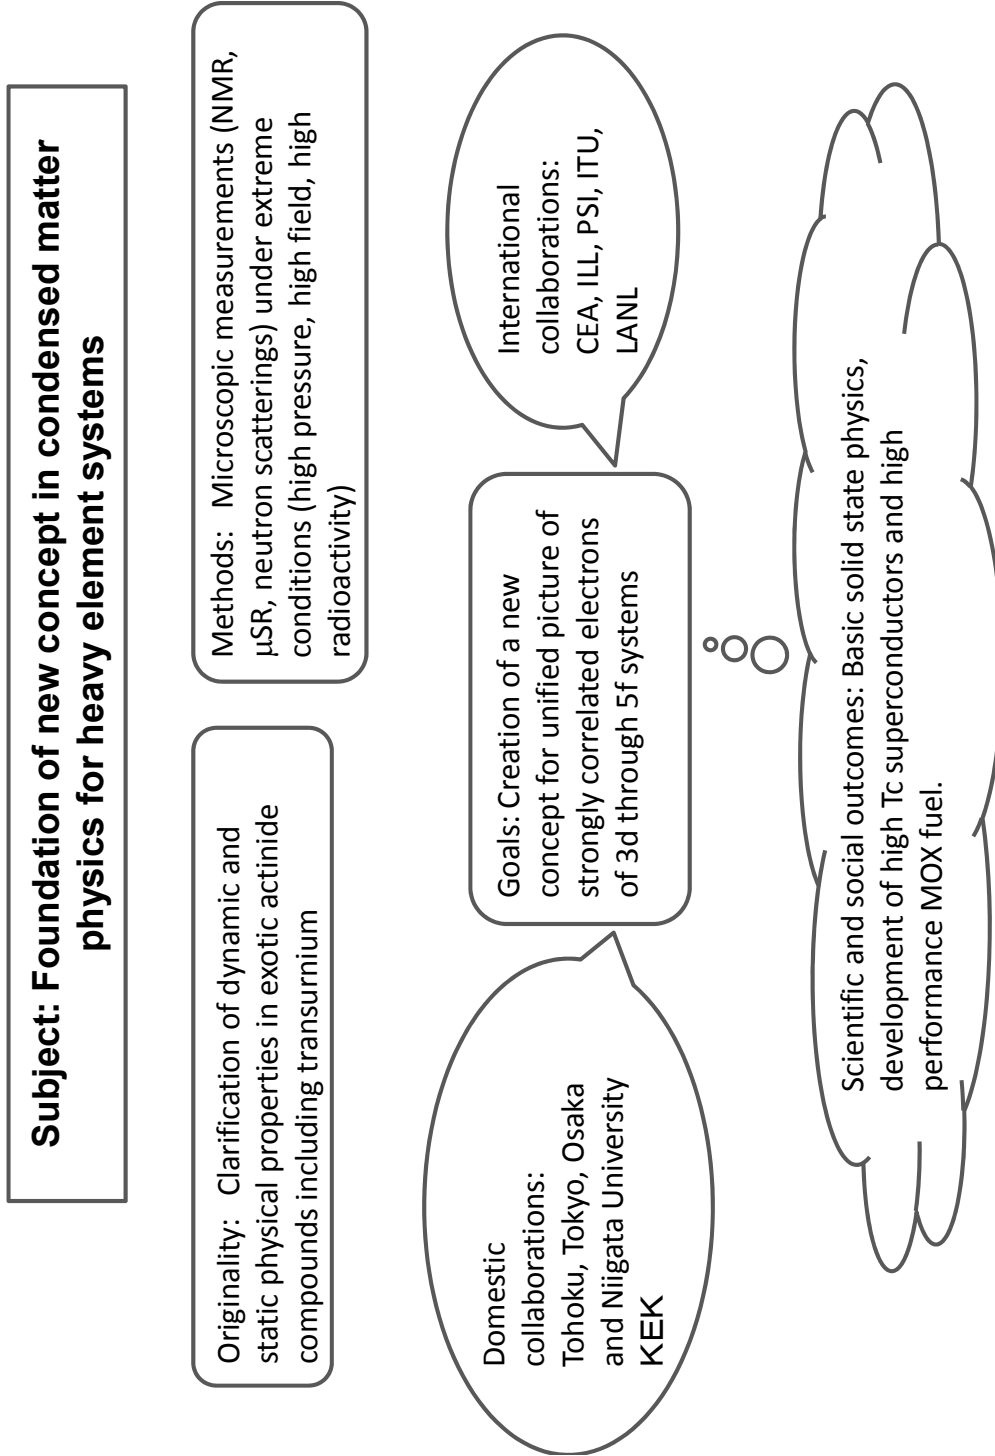 Subject: Foundation of new concept in condensed matter
physics for heavy element systems
Originality: Clarification of dynamic and
static physical properties in exotic actinide
compounds including transurnium
Methods: Microscopic measurements (NMR,
μSR, neutron scatterings) under extreme
conditions (high pressure, high field, high
radioactivity)
Domestic
collaborations:
Tohoku, Tokyo, Osaka
and Niigata University
KEK
Goals: Creation of a new
concept for unified picture of
strongly correlated electrons
of 3d through 5f systems
International
collaborations:
CEA, ILL, PSI, ITU,
LANL
Scientific and social outcomes: Basic solid state physics,
development of high Tc superconductors and high
performance MOX fuel.